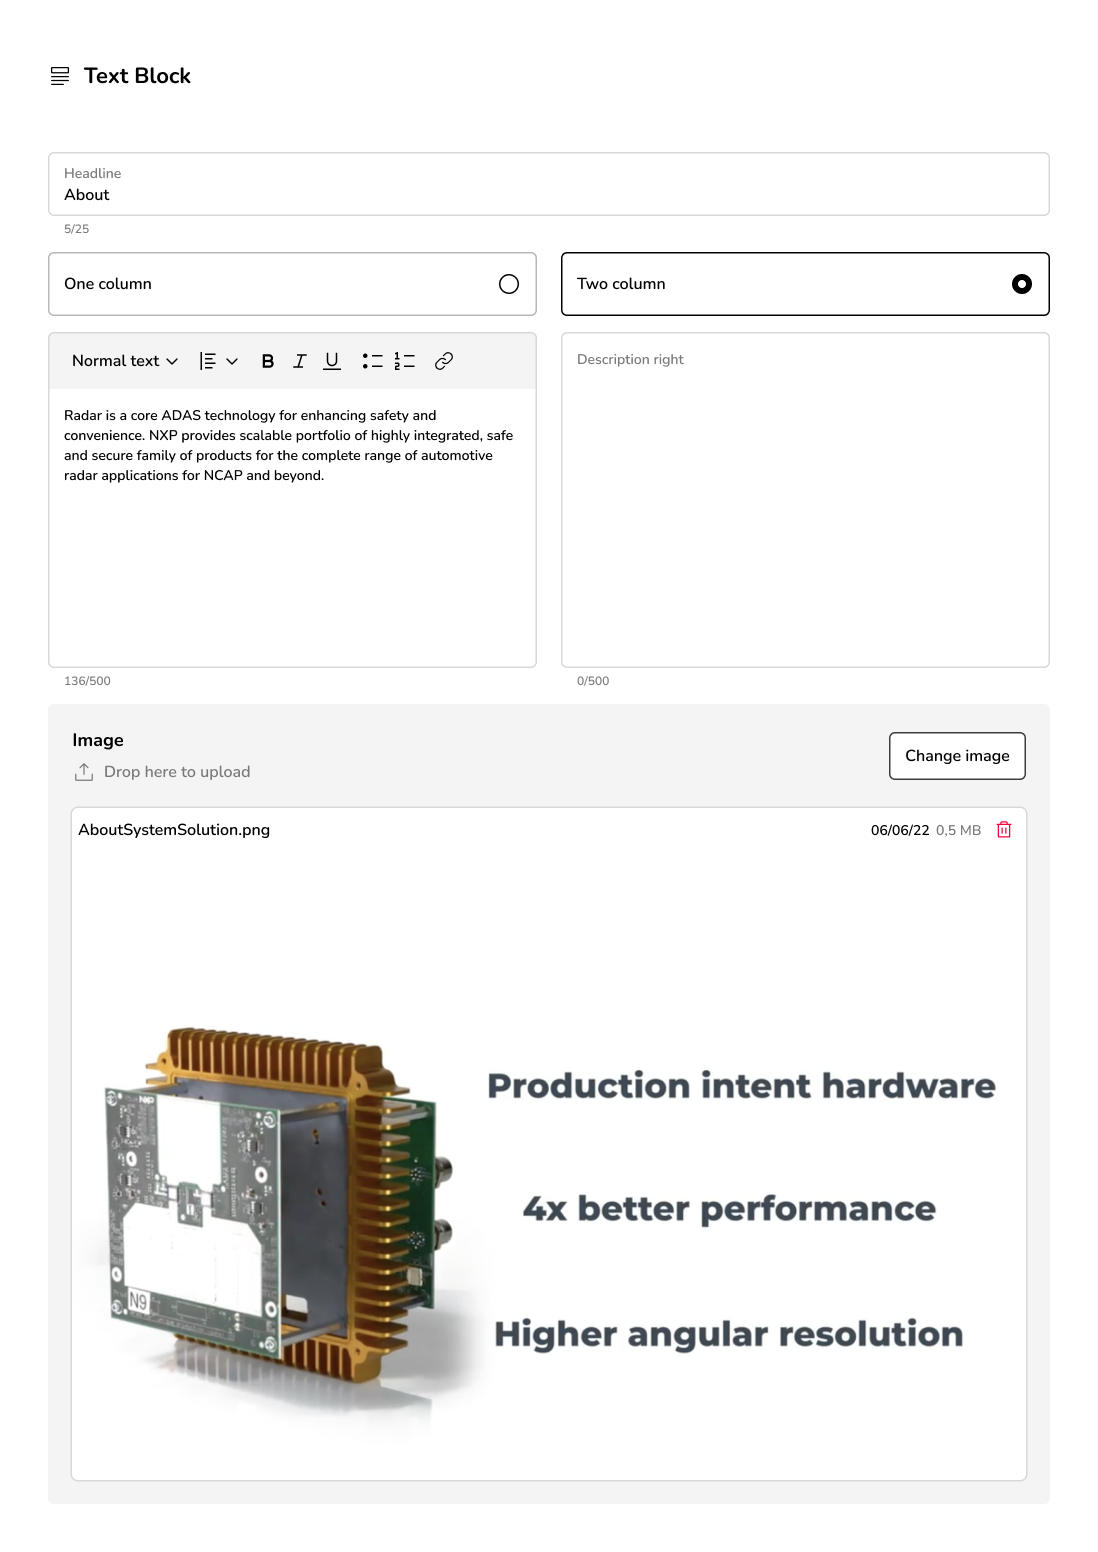 Text Block
Headline
About
5/25
One column
Two column
Normal text
B I U
Description right
Radar is a core ADAS technology for enhancing safety and
convenience. NXP provides scalable portfolio of highly integrated, safe
and secure family of products for the complete range of automotive
radar applications for NCAP and beyond.
136/500
0/500
Image
Drop here to upload
Change image
AboutSystemSolution.png
06/06/22 0,5 MB
NXP
Production intent hardware
4x better performance
Higher angular resolution
N9